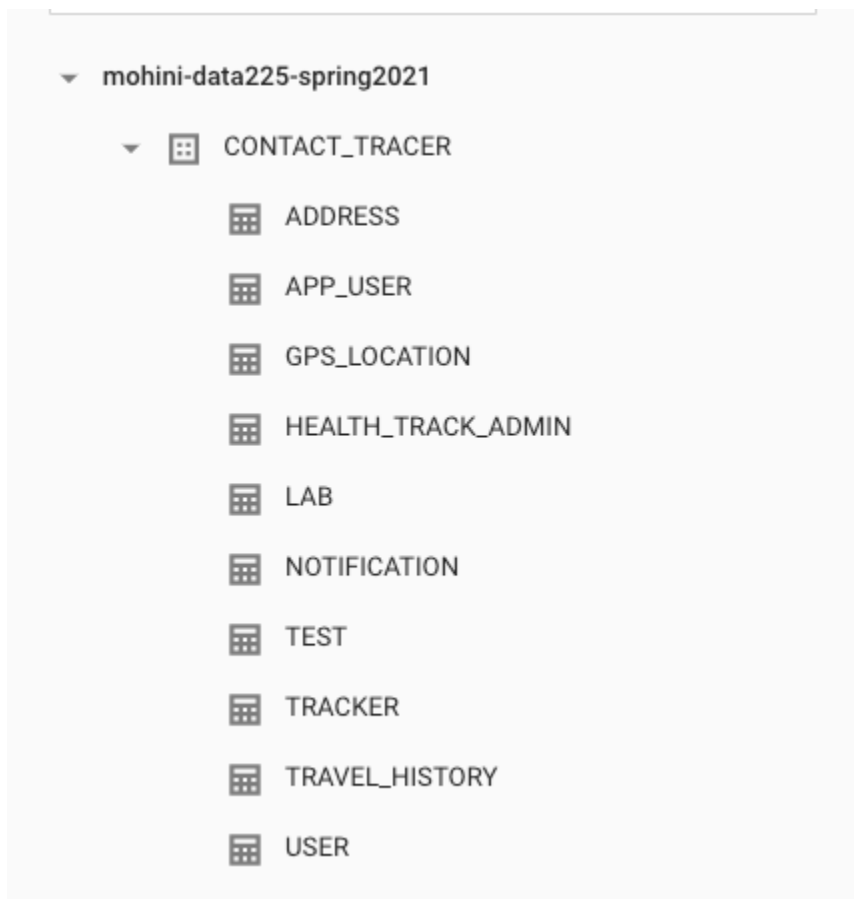 mohini-data225-spring2021
CONTACT_TRACER
ADDRESS
APP_USER
GPS_LOCATION
HEALTH_TRACK_ADMIN
LAB
NOTIFICATION
TEST
TRACKER
TRAVEL_HISTORY
USER